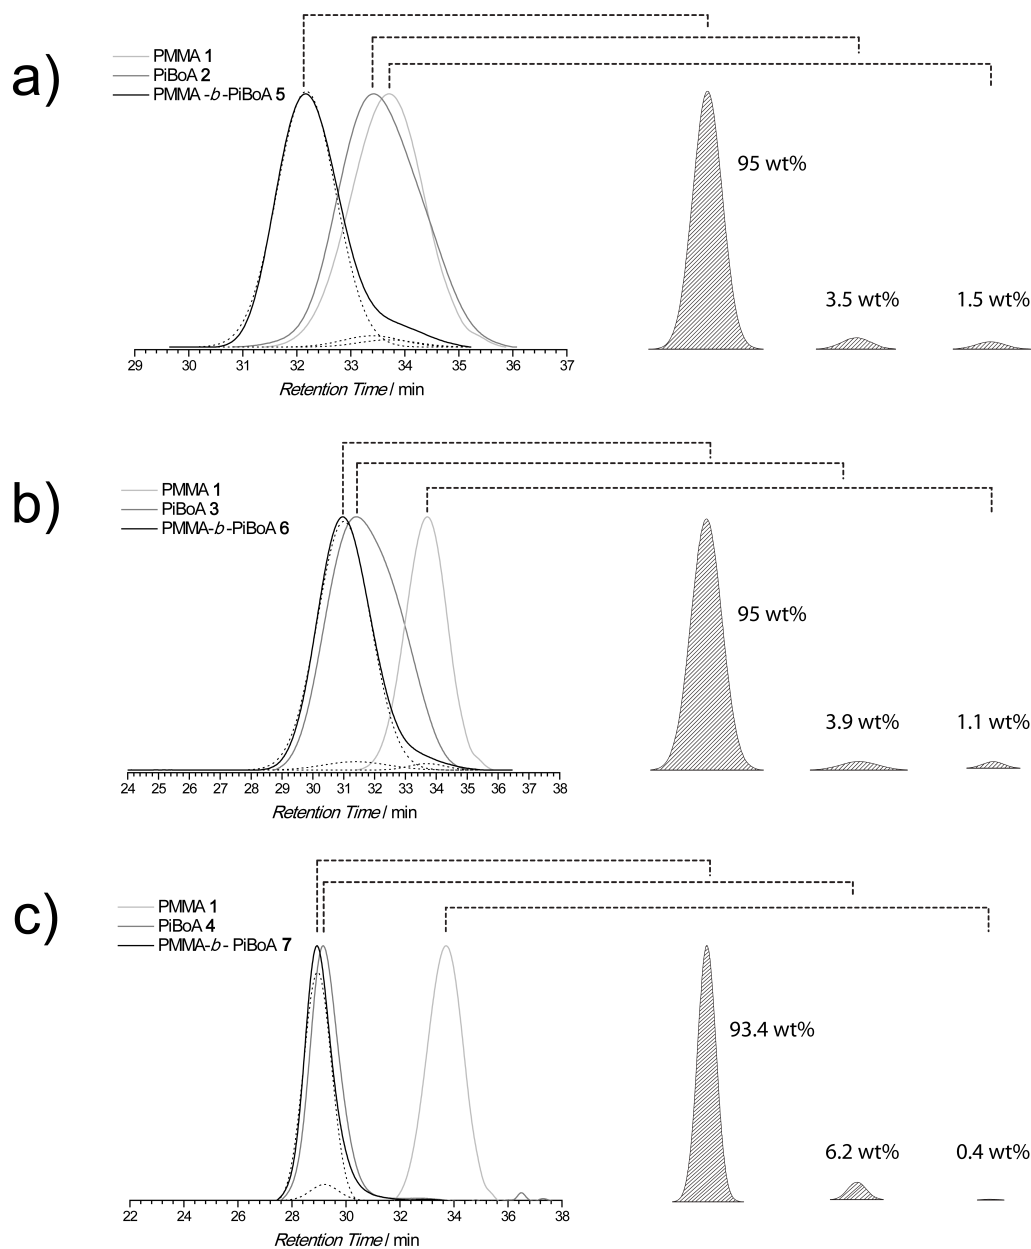 a)
PMMA 1
PiBoA 2
PMMA -b -PiBoA 5
95 wt%
3.5 wt%
1.5 wt%
29 30 31 32 33 34 35 36 37
Retention Time / min
b)
PMMA 1
PiBoA 3
PMMA-b -PiBoA 6
95 wt%
3.9 wt%
1.1 wt%
24 25 26 27 28 29 30 31 32 33 34 35 36 37 38
Retention Time / min
c)
PMMA 1
PiBoA 4
PMMA-b - PiBoA 7
93.4 wt%
6.2 wt%
0.4 wt%
22 24 26 28 30 32 34 36 38
Retention Time / min